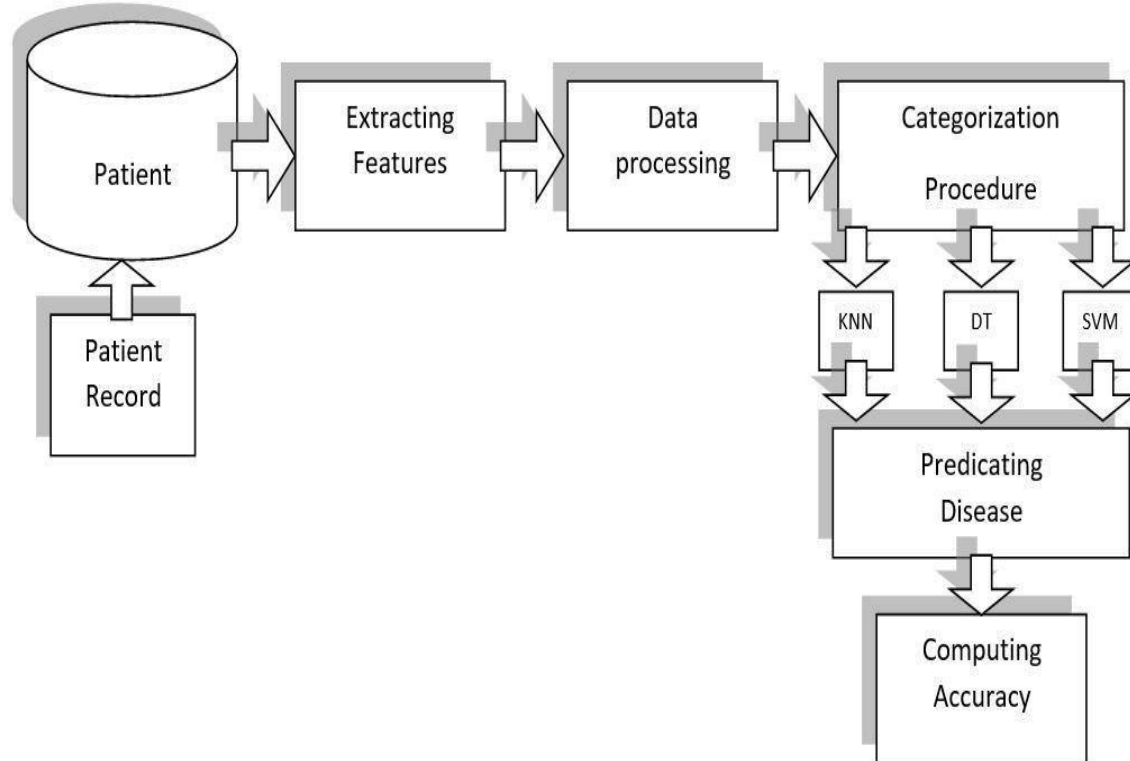 Patient
Extracting
Features
Data
processing
Categorization
Procedure
Patient
Record
KNN
DT
SVM
Predicating
Disease
Computing
Accuracy